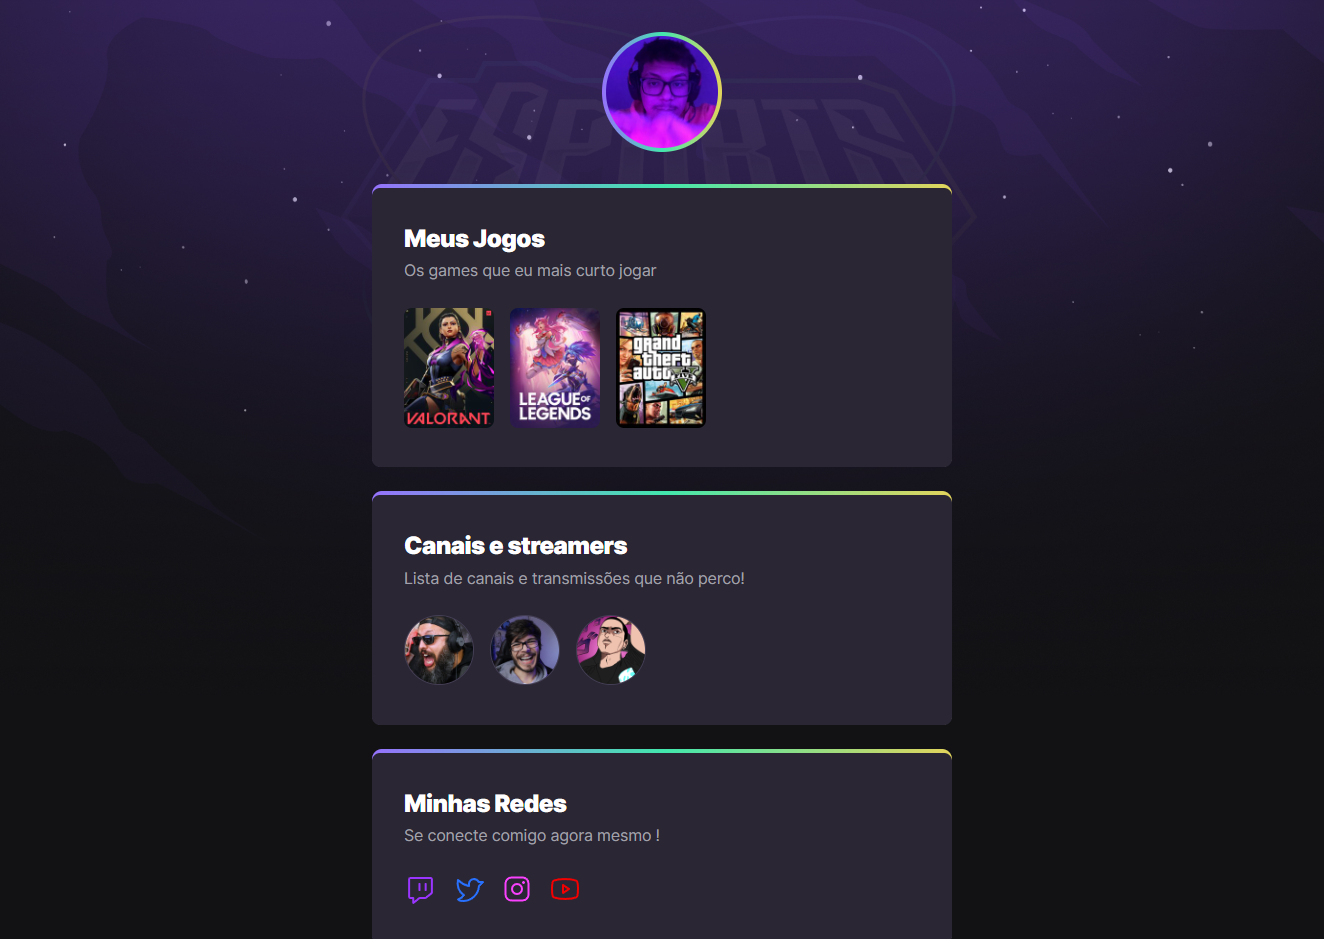 ESPORTS
Meus Jogos
Os games que eu mais curto jogar
VALORANT
LEAGUE OF
LEGENDS
grand
theft
auto V
FIVE
Canais e streamers
Lista de canais e transmissões que não perco!
Minhas Redes
Se conecte comigo agora mesmo !